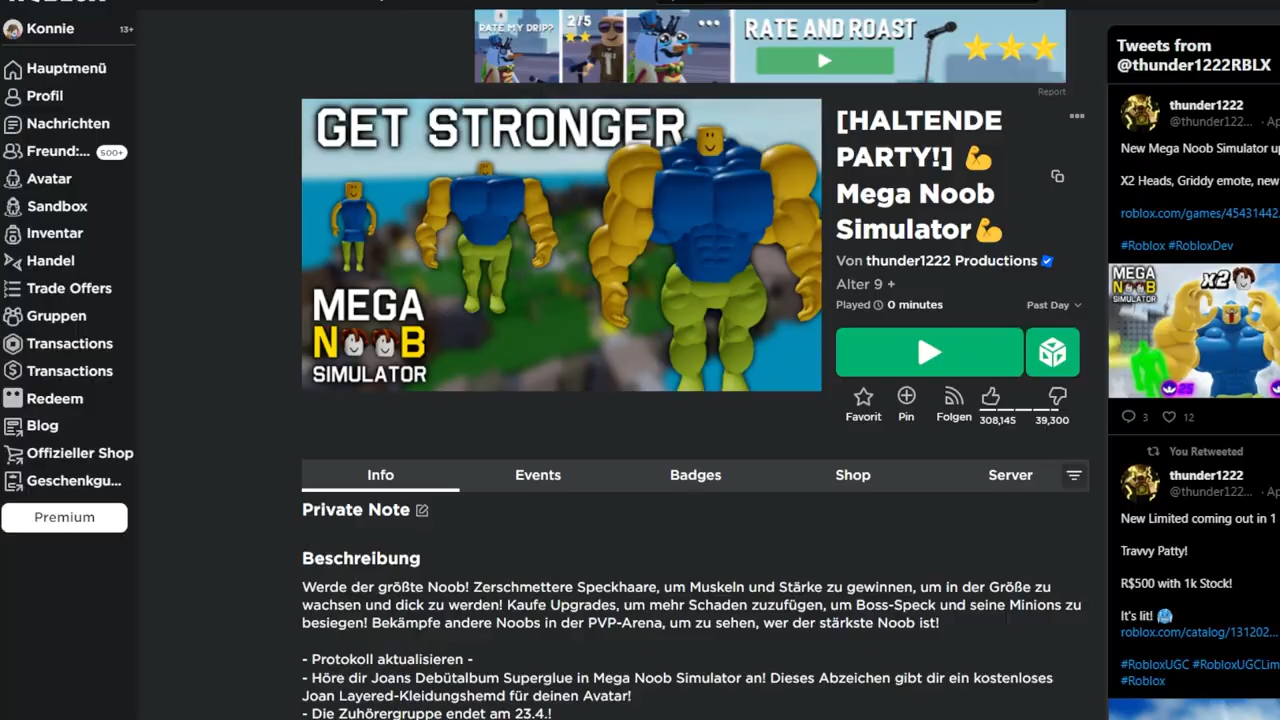 Konnie
13+
Hauptmenü
Profil
Nachrichten
Freund:...
500+
Avatar
Sandbox
Inventar
Handel
Trade Offers
Gruppen
Transactions
Transactions
Redeem
Blog
Offizieller Shop
Geschenkgu...
Premium
RATE MY DRIP?
2/5
RATE AND ROAST
Report
GET STRONGER
MEGA
NOOB
SIMULATOR
[HALTENDE
PARTY!] 💪
Mega Noob
Simulator💪
Von thunder1222 Productions
Alter 9 +
Played 0 minutes
Past Day
Favorit
Pin
Folgen
308,145
39,300
Info
Events
Badges
Shop
Server
Private Note
Beschreibung
Werde der größte Noob! Zerschmettere Speckhaare, um Muskeln und Stärke zu gewinnen, um in der Größe zu
wachsen und dick zu werden! Kaufe Upgrades, um mehr Schaden zuzufügen, um Boss-Speck und seine Minions zu
besiegen! Bekämpfe andere Noobs in der PVP-Arena, um zu sehen, wer der stärkste Noob ist!
- Protokoll aktualisieren -
- Höre dir Joans Debütalbum Superglue in Mega Noob Simulator an! Dieses Abzeichen gibt dir ein kostenloses
Joan Layered-Kleidungshemd für deinen Avatar!
- Die Zuhörergruppe endet am 23.4.!
Tweets from
@thunder1222RBLX
thunder1222
@thunder122... · Ap
New Mega Noob Simulator up
X2 Heads, Griddy emote, new
roblox.com/games/45431442
#Roblox #RobloxDev
MEGA
NOOB
SIMULATOR
X2
25
3
12
You Retweeted
thunder1222
@thunder122... · Ap
New Limited coming out in 1
Travvy Patty!
R$500 with 1k Stock!
It's lit! 🥶
roblox.com/catalog/131202...
#RobloxUGC #RobloxUGCLim
#Roblox